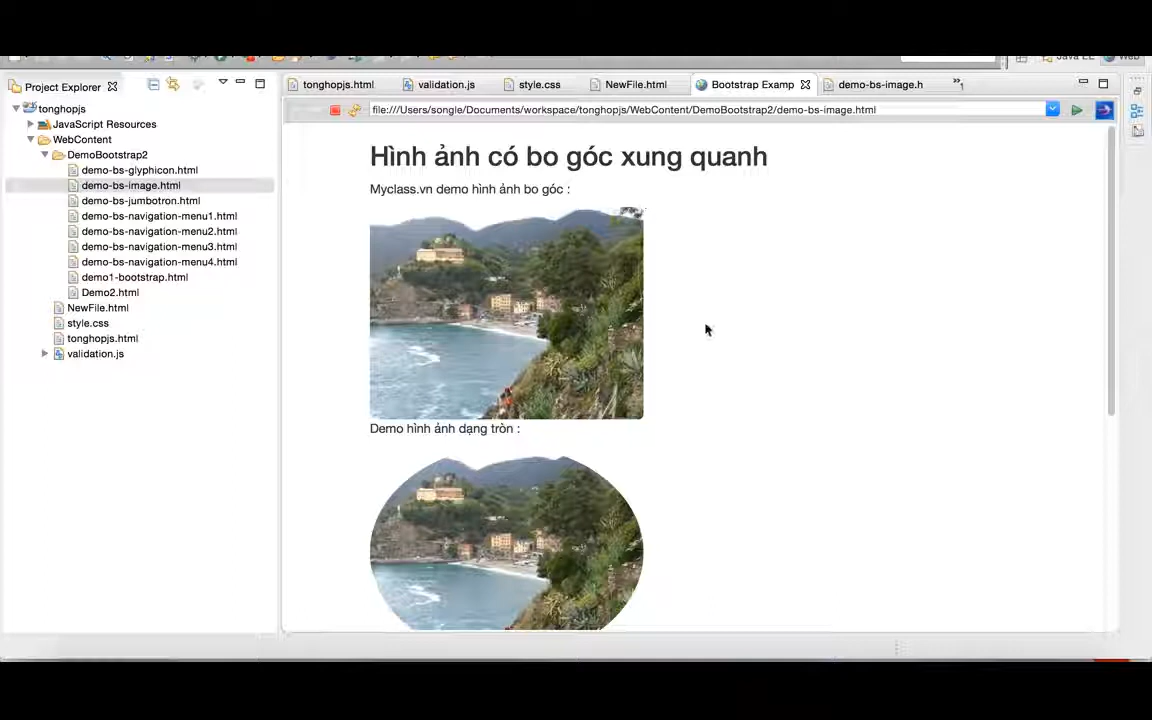 Java EE
Web
Project Explorer
tonghopjs.html
validation.js
style.css
NewFile.html
Bootstrap Examp
demo-bs-image.h
»1
file:///Users/songle/Documents/workspace/tonghopjs/WebContent/DemoBootstrap2/demo-bs-image.html
tonghopjs
JavaScript Resources
WebContent
DemoBootstrap2
demo-bs-glyphicon.html
demo-bs-image.html
demo-bs-jumbotron.html
demo-bs-navigation-menu1.html
demo-bs-navigation-menu2.html
demo-bs-navigation-menu3.html
demo-bs-navigation-menu4.html
demo1-bootstrap.html
Demo2.html
NewFile.html
style.css
tonghopjs.html
validation.js
Hình ảnh có bo góc xung quanh
Myclass.vn demo hình ảnh bo góc :
Demo hình ảnh dạng tròn :